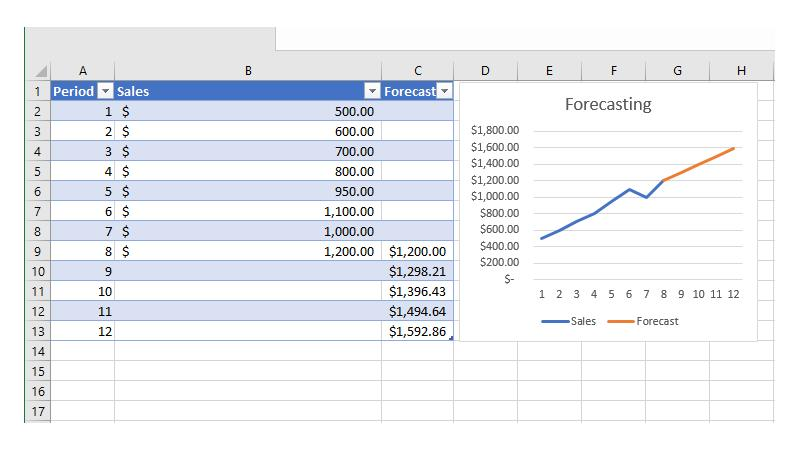 A B C D E F G H
1 Period Sales Forecast
2 1 $ 500.00
3 2 $ 600.00
4 3 $ 700.00
5 4 $ 800.00
6 5 $ 950.00
7 6 $ 1,100.00
8 7 $ 1,000.00
9 8 $ 1,200.00 $1,200.00
10 9 $1,298.21
11 10 $1,396.43
12 11 $1,494.64
13 12 $1,592.86
14
15
16
17
Forecasting
$1,800.00
$1,600.00
$1,400.00
$1,200.00
$1,000.00
$800.00
$600.00
$400.00
$200.00
$-
1 2 3 4 5 6 7 8 9 10 11 12
Sales Forecast